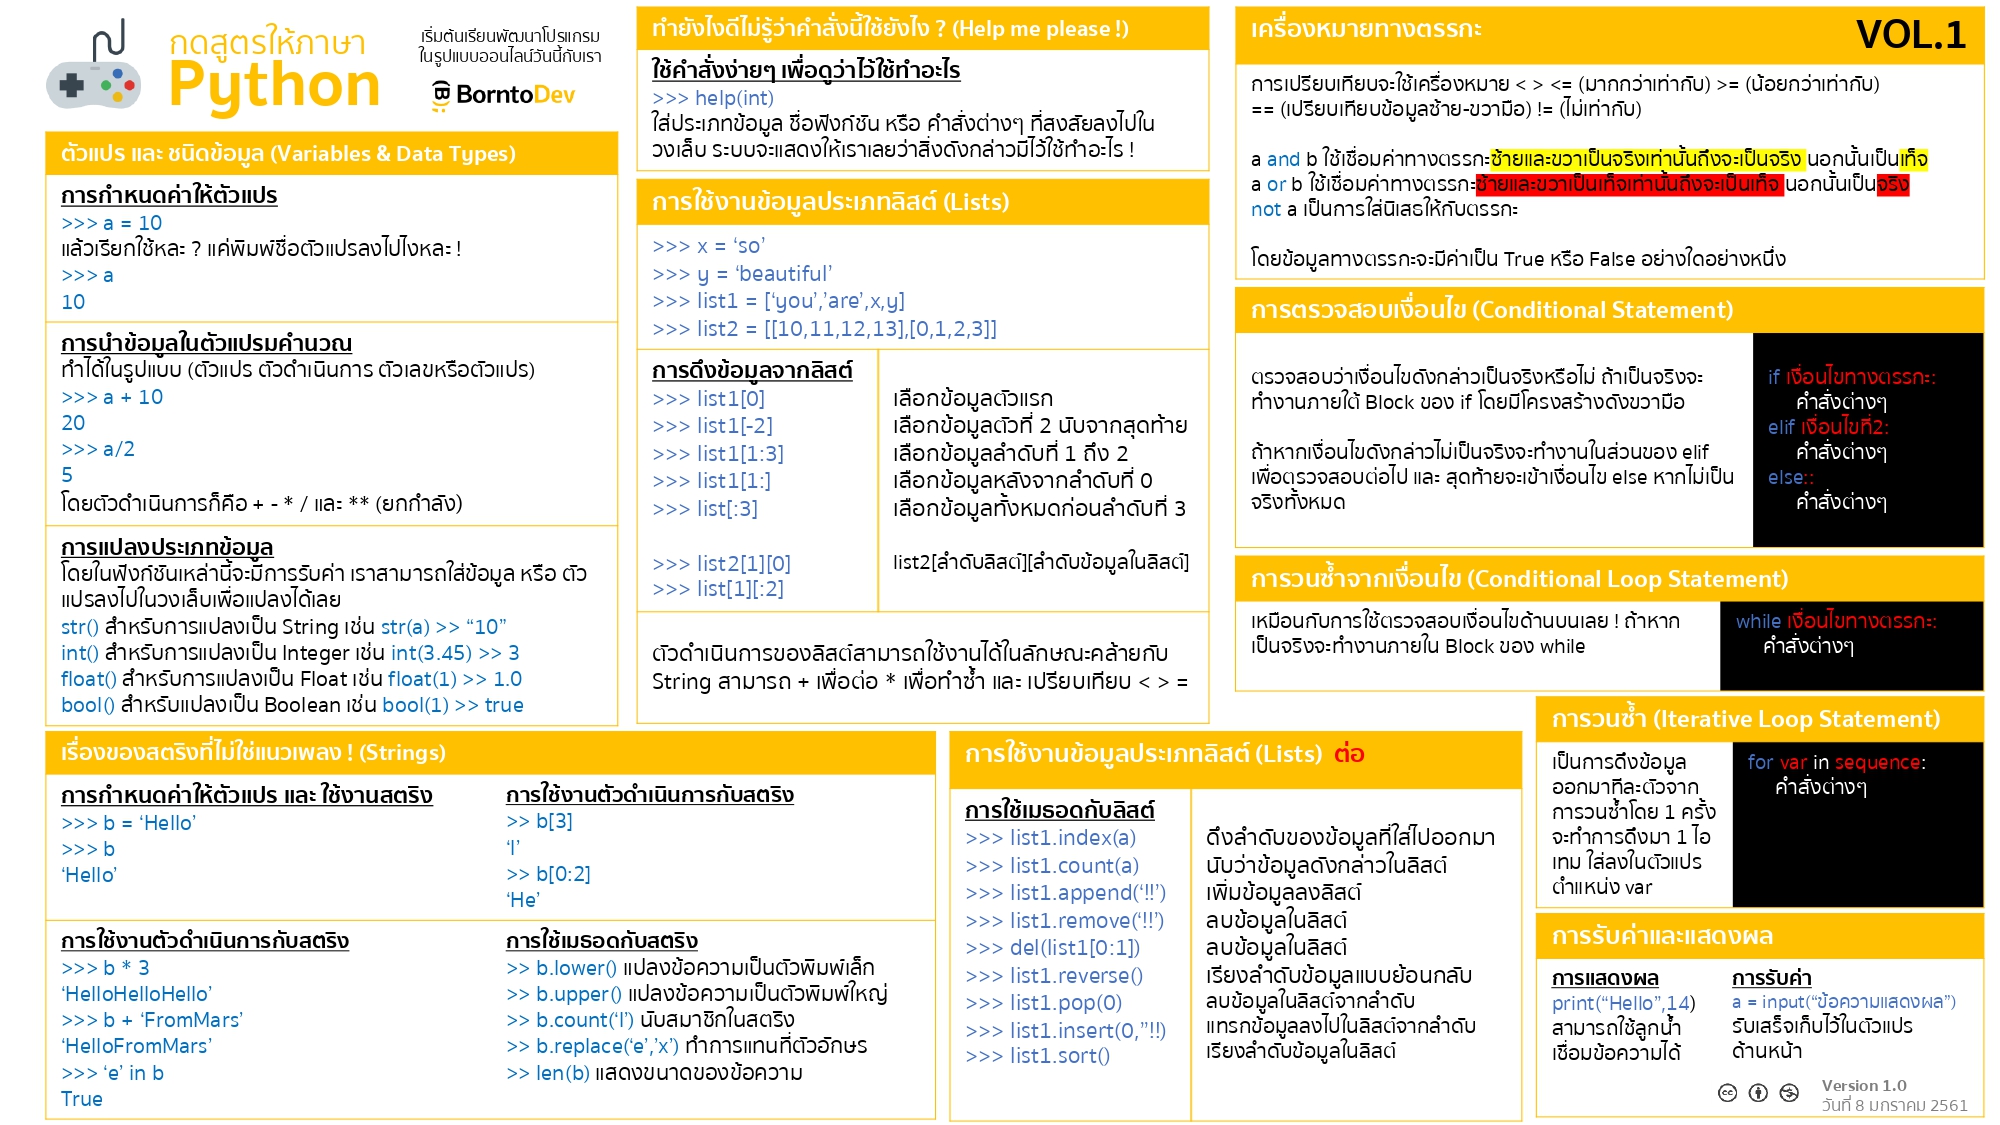 กดสูตรให้ภาษา
Python
เริ่มต้นเรียนพัฒนาโปรแกรม
ในรูปแบบออนไลน์วันนี้กับเรา
BorntoDev
ตัวแปร และ ชนิดข้อมูล (Variables & Data Types)
การกำหนดค่าให้ตัวแปร
>>> a = 10
แล้วเรียกใช้หละ ? แค่พิมพ์ชื่อตัวแปรลงไปไงหละ !
>>> a
10
การนำข้อมูลในตัวแปรมคำนวณ
ทำได้ในรูปแบบ (ตัวแปร ตัวดำเนินการ ตัวเลขหรือตัวแปร)
>>> a + 10
20
>>> a/2
5
โดยตัวดำเนินการก็คือ + - * / และ ** (ยกกำลัง)
การแปลงประเภทข้อมูล
โดยในฟังก์ชันเหล่านี้จะมีการรับค่า เราสามารถใส่ข้อมูล หรือ ตัว
แปรลงไปในวงเล็บเพื่อแปลงได้เลย
str() สำหรับการแปลงเป็น String เช่น str(a) >> “10”
int() สำหรับการแปลงเป็น Integer เช่น int(3.45) >> 3
float() สำหรับการแปลงเป็น Float เช่น float(1) >> 1.0
bool() สำหรับแปลงเป็น Boolean เช่น bool(1) >> true
ทำยังไงดีไม่รู้ว่าคำสั่งนี้ใช้ยังไง ? (Help me please !)
ใช้คำสั่งง่ายๆ เพื่อดูว่าไว้ใช้ทำอะไร
>>> help(int)
ใส่ประเภทข้อมูล ชื่อฟังก์ชัน หรือ คำสั่งต่างๆ ที่สงสัยลงไปใน
วงเล็บ ระบบจะแสดงให้เราเลยว่าสิ่งดังกล่าวมีไว้ใช้ทำอะไร !
การใช้งานข้อมูลประเภทลิสต์ (Lists)
>>> x = ‘so’
>>> y = ‘beautiful’
>>> list1 = [‘you’,’are’,x,y]
>>> list2 = [[10,11,12,13],[0,1,2,3]]
การดึงข้อมูลจากลิสต์
>>> list1[0] เลือกข้อมูลตัวแรก
>>> list1[-2] เลือกข้อมูลตัวที่ 2 นับจากสุดท้าย
>>> list1[1:3] เลือกข้อมูลลำดับที่ 1 ถึง 2
>>> list1[1:] เลือกข้อมูลหลังจากลำดับที่ 0
>>> list[:3] เลือกข้อมูลทั้งหมดก่อนลำดับที่ 3
>>> list2[1][0] list2[ลำดับลิสต์][ลำดับข้อมูลในลิสต์]
>>> list[1][:2]
ตัวดำเนินการของลิสต์สามารถใช้งานได้ในลักษณะคล้ายกับ
String สามารถ + เพื่อต่อ * เพื่อทำซ้ำ และ เปรียบเทียบ < > =
เครื่องหมายทางตรรกะ
VOL.1
การเปรียบเทียบจะใช้เครื่องหมาย < > <= (มากกว่าเท่ากับ) >= (น้อยกว่าเท่ากับ)
== (เปรียบเทียบข้อมูลซ้าย-ขวามือ) != (ไม่เท่ากับ)
a and b ใช้เชื่อมค่าทางตรรกะซ้ายและขวาเป็นจริงเท่านั้นถึงจะเป็นจริง นอกนั้นเป็นเท็จ
a or b ใช้เชื่อมค่าทางตรรกะซ้ายและขวาเป็นเท็จเท่านั้นถึงจะเป็นเท็จ นอกนั้นเป็นจริง
not a เป็นการใส่นิเสธให้กับตรรกะ
โดยข้อมูลทางตรรกะจะมีค่าเป็น True หรือ False อย่างใดอย่างหนึ่ง
การตรวจสอบเงื่อนไข (Conditional Statement)
ตรวจสอบว่าเงื่อนไขดังกล่าวเป็นจริงหรือไม่ ถ้าเป็นจริงจะ
ทำงานภายใต้ Block ของ if โดยมีโครงสร้างดังขวามือ
ถ้าหากเงื่อนไขดังกล่าวไม่เป็นจริงจะทำงานในส่วนของ elif
เพื่อตรวจสอบต่อไป และ สุดท้ายจะเข้าเงื่อนไข else หากไม่เป็น
จริงทั้งหมด
if เงื่อนไขทางตรรกะ:
คำสั่งต่างๆ
elif เงื่อนไขที่2:
คำสั่งต่างๆ
else::
คำสั่งต่างๆ
การวนซ้ำจากเงื่อนไข (Conditional Loop Statement)
เหมือนกับการใช้ตรวจสอบเงื่อนไขด้านบนเลย ! ถ้าหาก
เป็นจริงจะทำงานภายใน Block ของ while
while เงื่อนไขทางตรรกะ:
คำสั่งต่างๆ
การวนซ้ำ (Iterative Loop Statement)
เป็นการดึงข้อมูล
ออกมาทีละตัวจาก
การวนซ้ำโดย 1 ครั้ง
จะทำการดึงมา 1 ไอ
เทม ใส่ลงในตัวแปร
ตำแหน่ง var
for var in sequence:
คำสั่งต่างๆ
เรื่องของสตริงที่ไม่ใช่แนวเพลง ! (Strings)
การกำหนดค่าให้ตัวแปร และ ใช้งานสตริง
>>> b = ‘Hello’
>>> b
‘Hello’
การใช้งานตัวดำเนินการกับสตริง
>> b[3]
‘l’
>> b[0:2]
‘He’
การใช้งานตัวดำเนินการกับสตริง
>>> b * 3
‘HelloHelloHello’
>>> b + ‘FromMars’
‘HelloFromMars’
>>> ‘e’ in b
True
การใช้เมธอดกับสตริง
>> b.lower() แปลงข้อความเป็นตัวพิมพ์เล็ก
>> b.upper() แปลงข้อความเป็นตัวพิมพ์ใหญ่
>> b.count(‘l’) นับสมาชิกในสตริง
>> b.replace(‘e’,’x’) ทำการแทนที่ตัวอักษร
>> len(b) แสดงขนาดของข้อความ
การใช้งานข้อมูลประเภทลิสต์ (Lists) ต่อ
การใช้เมธอดกับลิสต์
>>> list1.index(a) ดึงลำดับของข้อมูลที่ใส่ไปออกมา
>>> list1.count(a) นับว่าข้อมูลดังกล่าวในลิสต์
>>> list1.append(‘!!’) เพิ่มข้อมูลลงลิสต์
>>> list1.remove(‘!!’) ลบข้อมูลในลิสต์
>>> del(list1[0:1]) ลบข้อมูลในลิสต์
>>> list1.reverse() เรียงลำดับข้อมูลแบบย้อนกลับ
>>> list1.pop(0) ลบข้อมูลในลิสต์จากลำดับ
>>> list1.insert(0,”!!) แทรกข้อมูลลงไปในลิสต์จากลำดับ
>>> list1.sort() เรียงลำดับข้อมูลในลิสต์
การรับค่าและแสดงผล
การแสดงผล
print(“Hello”,14)
สามารถใช้ลูกน้ำ
เชื่อมข้อความได้
การรับค่า
a = input(“ข้อความแสดงผล”)
รับเสร็จเก็บไว้ในตัวแปร
ด้านหน้า
Version 1.0
วันที่ 8 มกราคม 2561